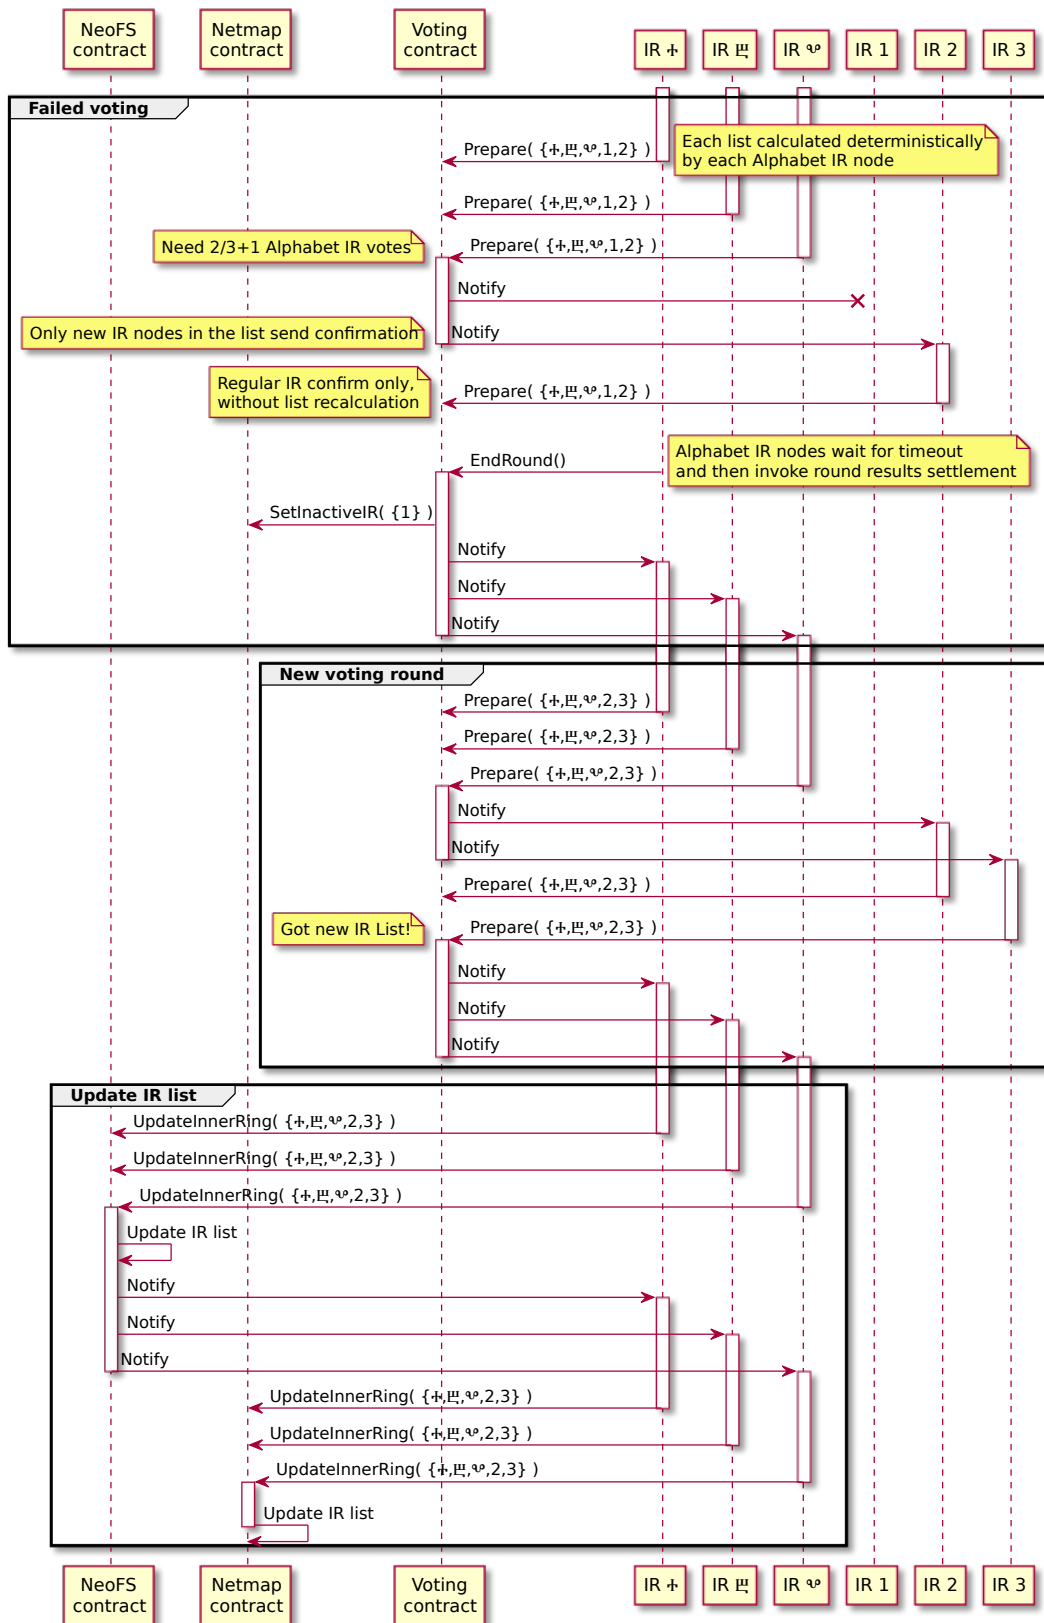 NeoFS
contract
Netmap
contract
Voting
contract
IR Ⰰ
IR Ⰱ
IR Ⰲ
IR 1
IR 2
IR 3
Failed voting
Prepare( {Ⰰ,Ⰱ,Ⰲ,1,2} )
Each list calculated deterministically
by each Alphabet IR node
Prepare( {Ⰰ,Ⰱ,Ⰲ,1,2} )
Need 2/3+1 Alphabet IR votes
Prepare( {Ⰰ,Ⰱ,Ⰲ,1,2} )
Notify
Only new IR nodes in the list send confirmation
Notify
Regular IR confirm only,
without list recalculation
Prepare( {Ⰰ,Ⰱ,Ⰲ,1,2} )
EndRound()
Alphabet IR nodes wait for timeout
and then invoke round results settlement
SetInactiveIR( {1} )
Notify
Notify
Notify
New voting round
Prepare( {Ⰰ,Ⰱ,Ⰲ,2,3} )
Prepare( {Ⰰ,Ⰱ,Ⰲ,2,3} )
Prepare( {Ⰰ,Ⰱ,Ⰲ,2,3} )
Notify
Notify
Prepare( {Ⰰ,Ⰱ,Ⰲ,2,3} )
Got new IR List!
Prepare( {Ⰰ,Ⰱ,Ⰲ,2,3} )
Notify
Notify
Notify
Update IR list
UpdateInnerRing( {Ⰰ,Ⰱ,Ⰲ,2,3} )
UpdateInnerRing( {Ⰰ,Ⰱ,Ⰲ,2,3} )
UpdateInnerRing( {Ⰰ,Ⰱ,Ⰲ,2,3} )
Update IR list
Notify
Notify
Notify
UpdateInnerRing( {Ⰰ,Ⰱ,Ⰲ,2,3} )
UpdateInnerRing( {Ⰰ,Ⰱ,Ⰲ,2,3} )
UpdateInnerRing( {Ⰰ,Ⰱ,Ⰲ,2,3} )
Update IR list
NeoFS
contract
Netmap
contract
Voting
contract
IR Ⰰ
IR Ⰱ
IR Ⰲ
IR 1
IR 2
IR 3